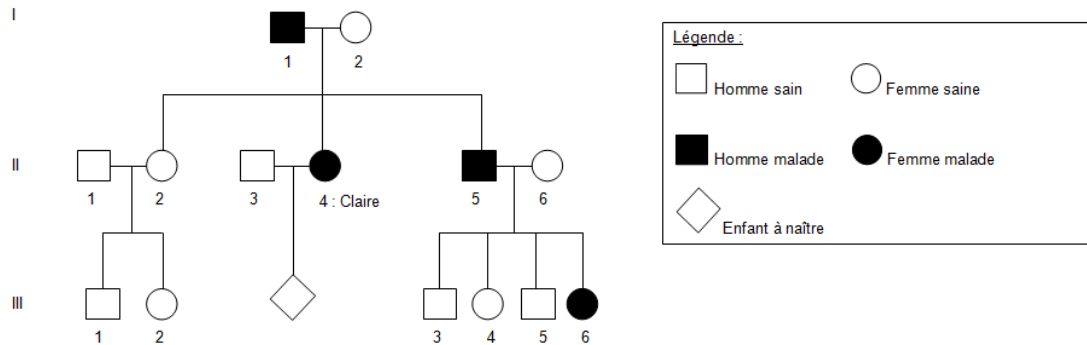 I
1 2
II
1 2 3 4 : Claire 5 6
III
1 2 3 4 5 6
Légende :
Homme sain Femme saine
Homme malade Femme malade
Enfant à naître